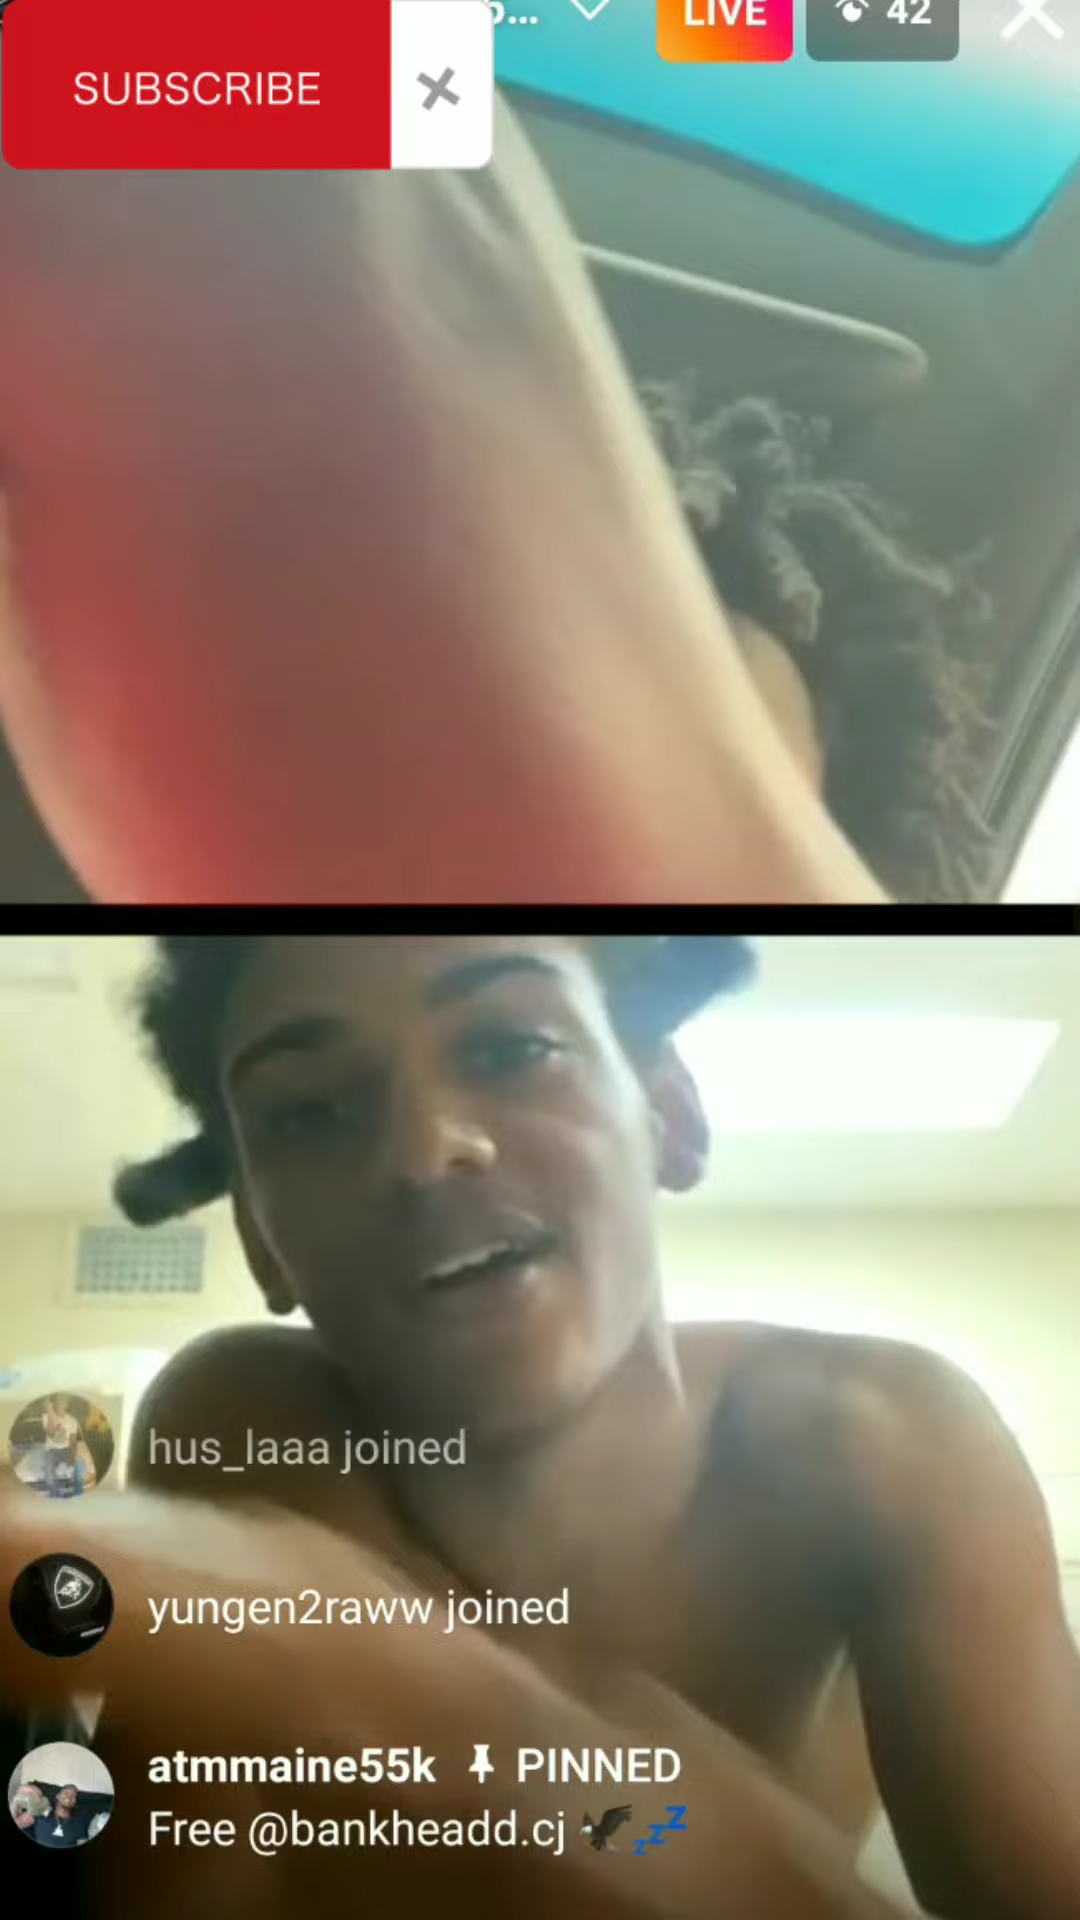 LIVE
42
SUBSCRIBE
hus_laaa joined
yungen2raww joined
atmmaine55k PINNED
Free @bankheadd.cj 🦅💤